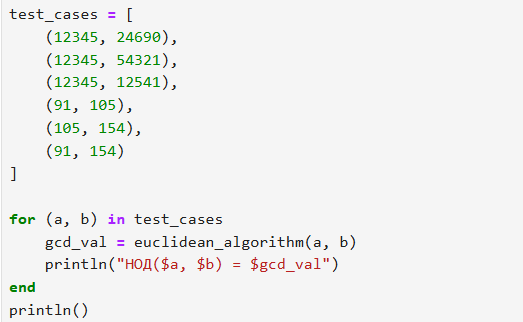 test_cases = [
    (12345, 24690),
    (12345, 54321),
    (12345, 12541),
    (91, 105),
    (105, 154),
    (91, 154)
]

for (a, b) in test_cases
    gcd_val = euclidean_algorithm(a, b)
    println("НОД($a, $b) = $gcd_val")
end
println()